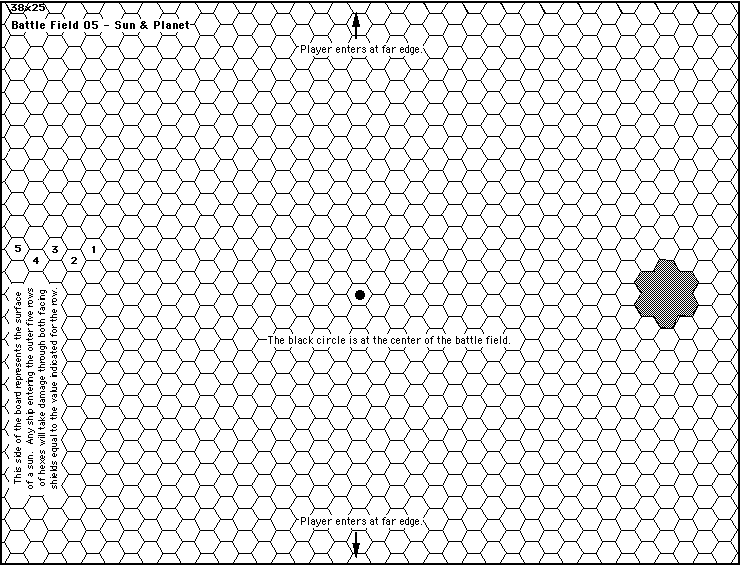 38x25
Battle Field 05 - Sun & Planet
Player enters at far edge.
5 3 1
4 2
This side of the board represents the surface
of a sun. Any ship entering the outer five rows
of hexes will take damage through both facing
shields equal to the value indicated for the row.
The black circle is at the center of the battle field.
Player enters at far edge.